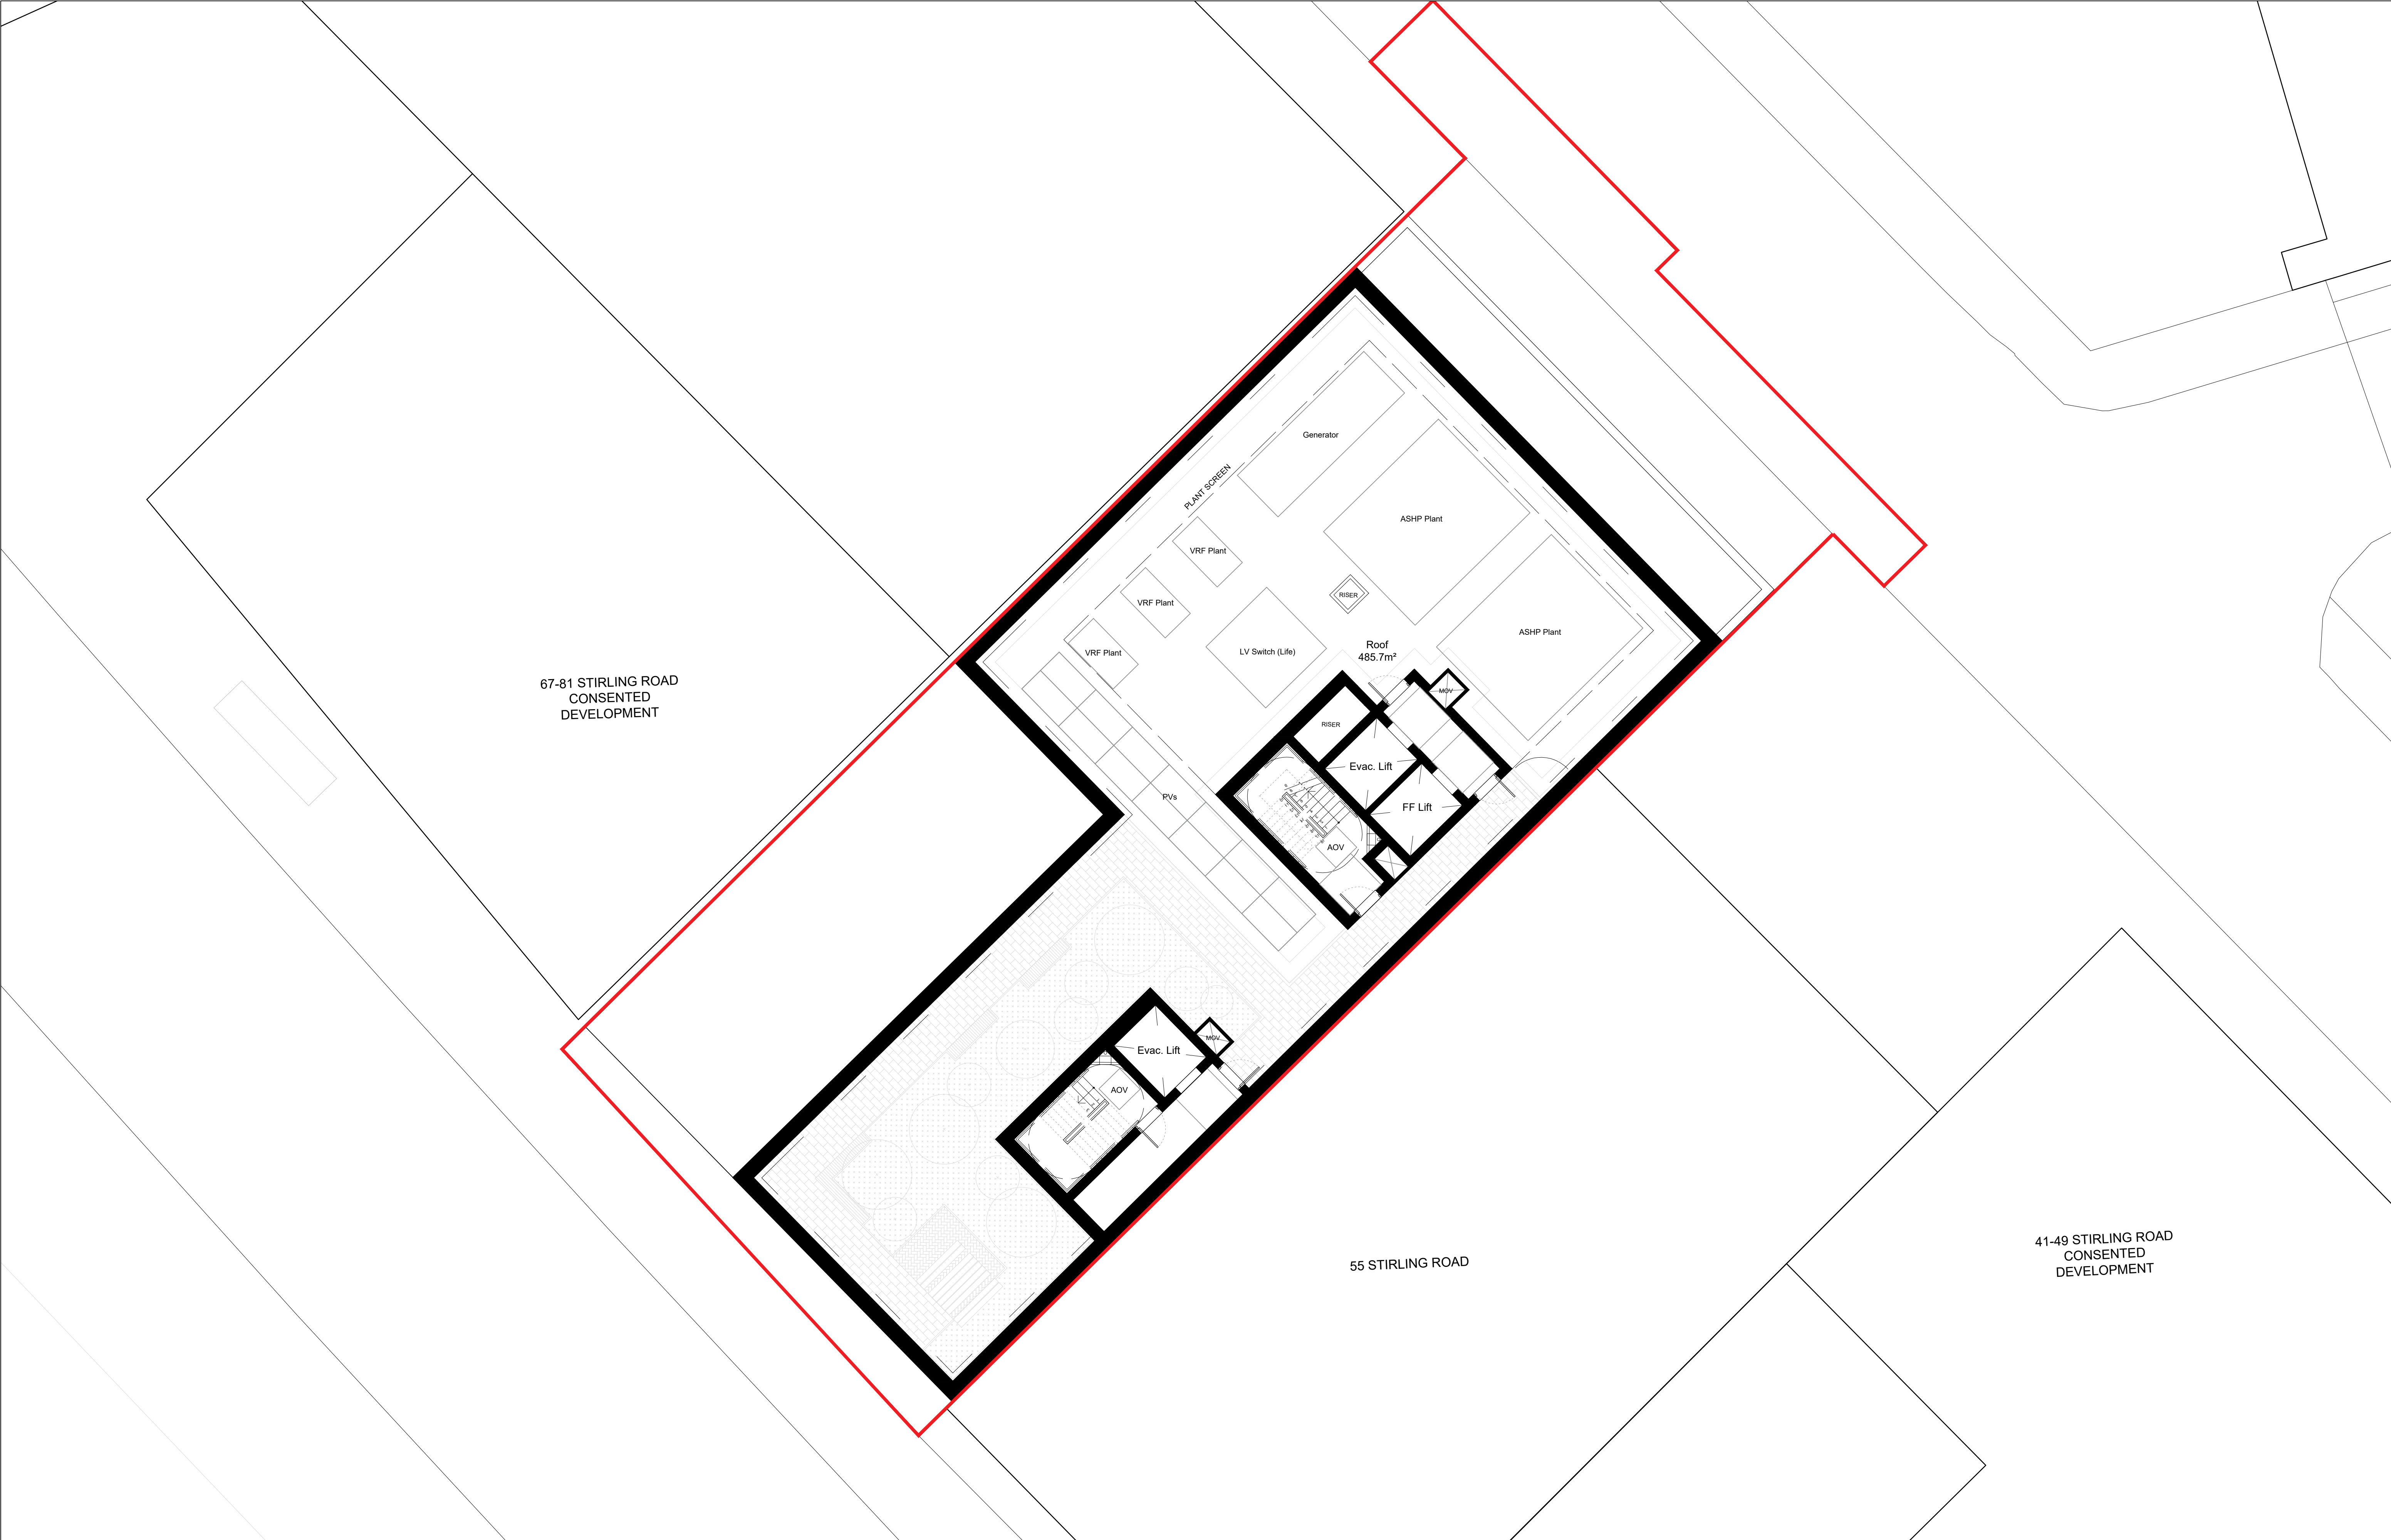 Generator
PLANT SCREEN
ASHP Plant
VRF Plant
RISER
VRF Plant
ASHP Plant
Roof
485.7m²
LV Switch (Life)
VRF Plant
67-81 STIRLING ROAD
CONSENTED
DEVELOPMENT
MOV
RISER
Evac. Lift
PVs
FF Lift
AOV
MOV
Evac. Lift
AOV
55 STIRLING ROAD
41-49 STIRLING ROAD
CONSENTED
DEVELOPMENT